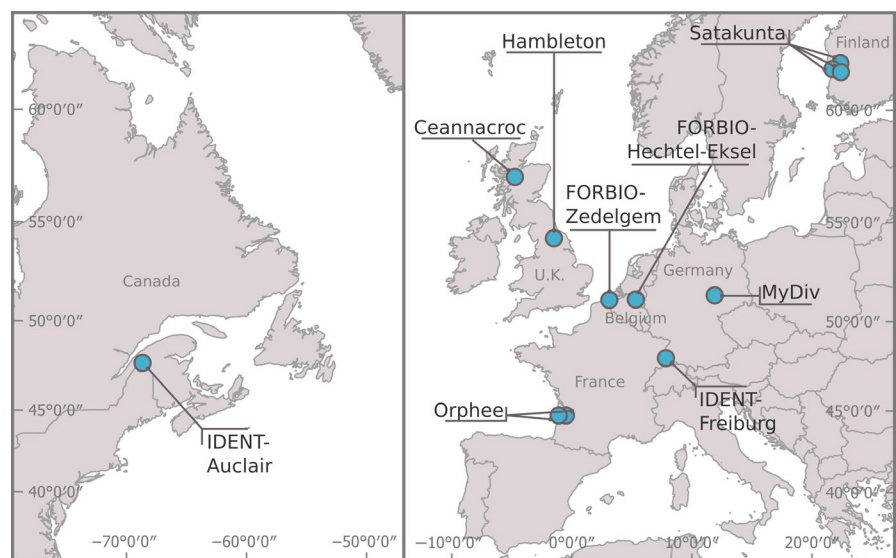 Hambleton
Satakunta
Finland
60°0′0″
60°0′0″
Ceannacroc
FORBIO-
Hechtel-Eksel
FORBIO-
Zedelgem
55°0′0″
55°0′0″
Canada
U.K.
Germany
MyDiv
50°0′0″
Belgium
50°0′0″
France
Orphee
IDENT-
Freiburg
45°0′0″
45°0′0″
IDENT-
Auclair
40°0′0″
40°0′0″
−70°0′0″
−60°0′0″
−50°0′0″
−10°0′0″
0°0′0″
10°0′0″
20°0′0″